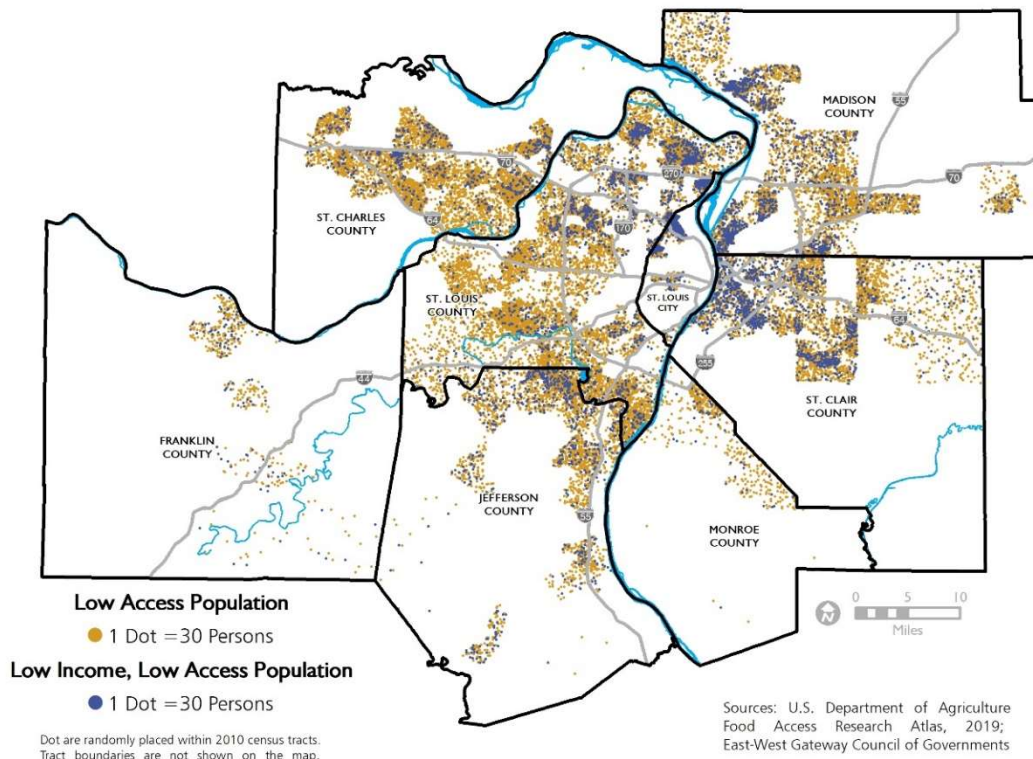 MADISON
COUNTY
55
70
70
270
ST. CHARLES
COUNTY
64
170
ST. LOUIS
COUNTY
ST. LOUIS
CITY
64
255
44
ST. CLAIR
COUNTY
FRANKLIN
COUNTY
JEFFERSON
COUNTY
55
MONROE
COUNTY
Low Access Population
1 Dot =30 Persons
Low Income, Low Access Population
1 Dot =30 Persons
Dot are randomly placed within 2010 census tracts.
Tract boundaries are not shown on the map.
N
0 5 10
Miles
Sources: U.S. Department of Agriculture
Food Access Research Atlas, 2019;
East-West Gateway Council of Governments